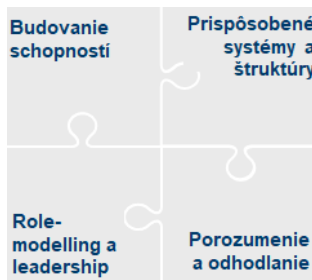 Budovanie
schopností
Prispôsobené
systémy a
štruktúry
Role-
modelling a
leadership
Porozumenie
a odhodlanie